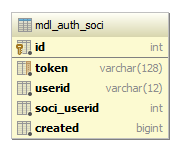 mdl_auth_soci
id int
token varchar(128)
userid varchar(12)
soci_userid int
created bigint